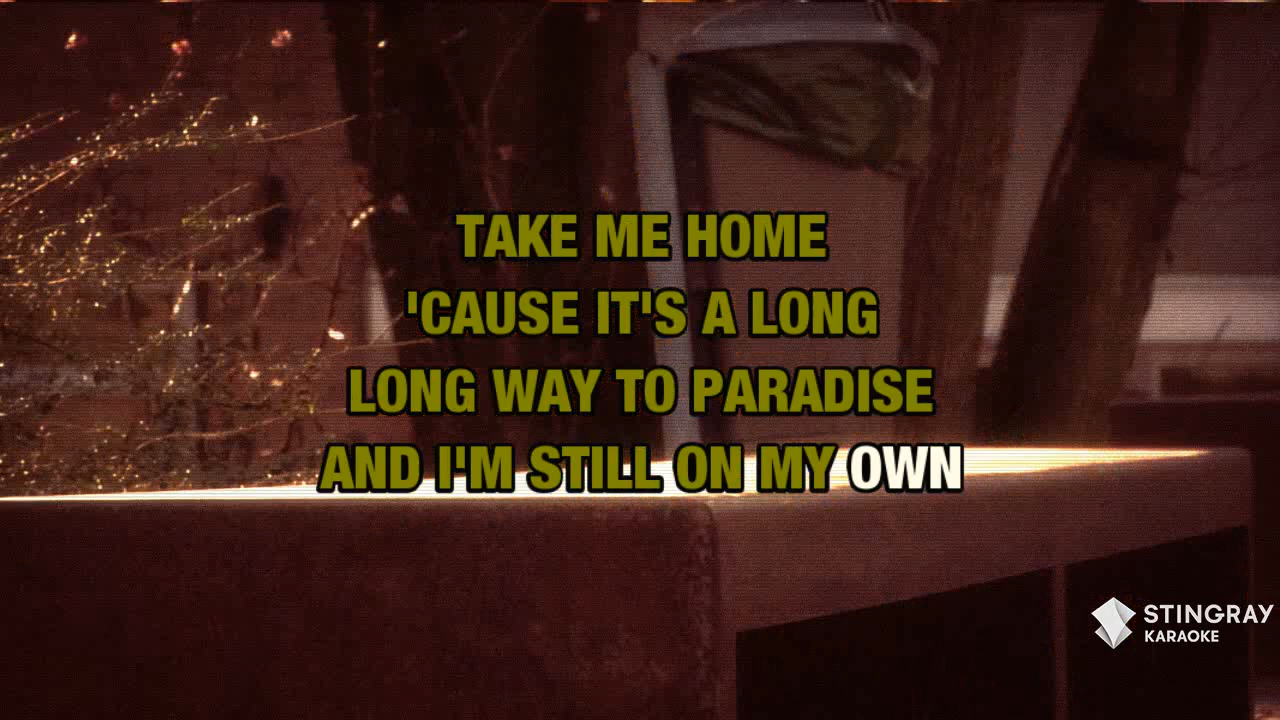 TAKE ME HOME
'CAUSE IT'S A LONG
LONG WAY TO PARADISE
AND I'M STILL ON MY OWN
STINGRAY
KARAOKE